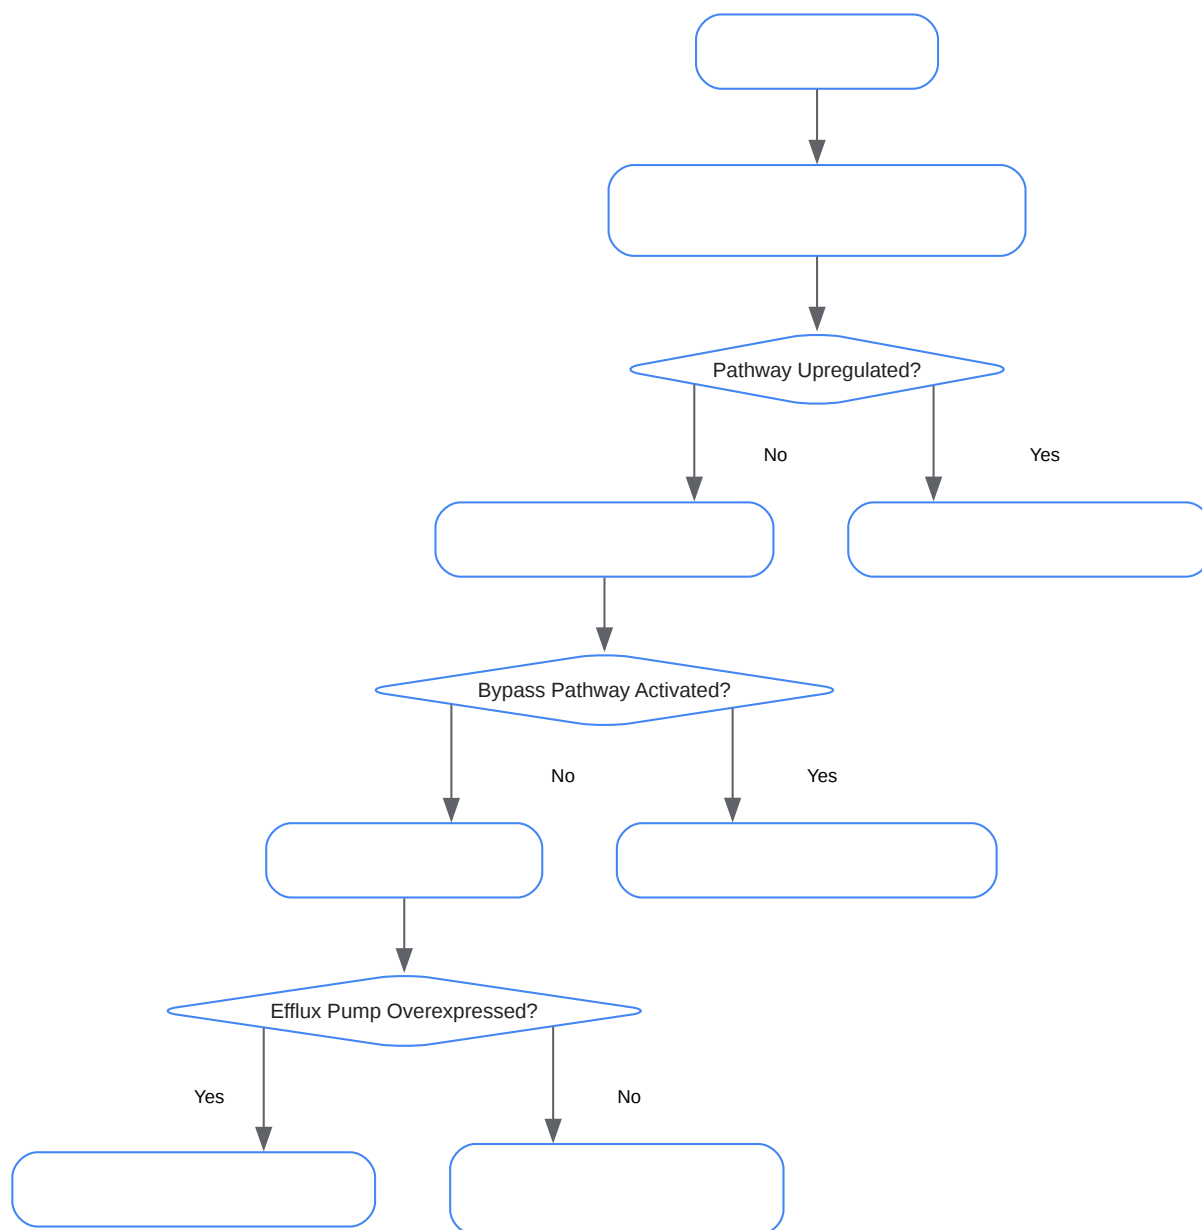 Pathway Upregulated?
No
Yes
Bypass Pathway Activated?
No
Yes
Efflux Pump Overexpressed?
Yes
No